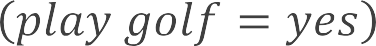 (play golf = yes)